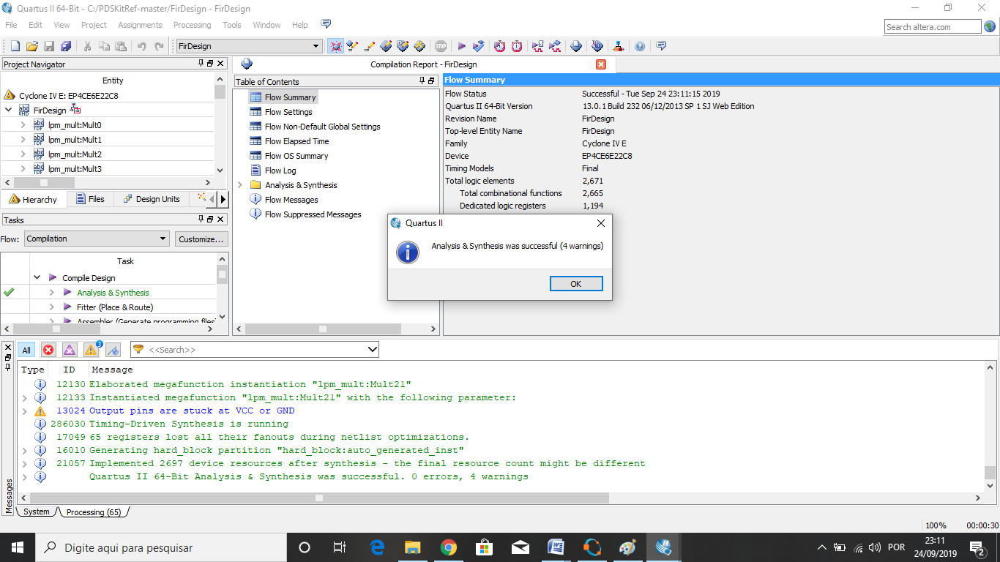 Quartus II 64-Bit - C:/PDSKitRef-master/FirDesign - FirDesign
File Edit View Project Assignments Processing Tools Window Help
Search altera.com
FirDesign
STOP
Project Navigator
Entity
Cyclone IV E: EP4CE6E22C8
abc VHD FirDesign
abc TDF lpm_mult:Mult0
abc TDF lpm_mult:Mult1
abc TDF lpm_mult:Mult2
abc TDF lpm_mult:Mult3
Hierarchy Files Design Units
Tasks
Flow: Compilation Customize...
Task
Compile Design
Analysis & Synthesis
Fitter (Place & Route)
Assembler (Generate programming files)
Compilation Report - FirDesign
Table of Contents
Flow Summary
Flow Settings
Flow Non-Default Global Settings
Flow Elapsed Time
Flow OS Summary
Flow Log
Analysis & Synthesis
Flow Messages
Flow Suppressed Messages
Flow Summary
Flow Status Successful - Tue Sep 24 23:11:15 2019
Quartus II 64-Bit Version 13.0.1 Build 232 06/12/2013 SP 1 SJ Web Edition
Revision Name FirDesign
Top-level Entity Name FirDesign
Family Cyclone IV E
Device EP4CE6E22C8
Timing Models Final
Total logic elements 2,671
Total combinational functions 2,665
Dedicated logic registers 1,194
Quartus II
Analysis & Synthesis was successful (4 warnings)
OK
All 3 <<Search>>
Type ID Message
12130 Elaborated megafunction instantiation "lpm_mult:Mult21"
12133 Instantiated megafunction "lpm_mult:Mult21" with the following parameter:
13024 Output pins are stuck at VCC or GND
286030 Timing-Driven Synthesis is running
17049 65 registers lost all their fanouts during netlist optimizations.
16010 Generating hard_block partition "hard_block:auto_generated_inst"
21057 Implemented 2697 device resources after synthesis - the final resource count might be different
Quartus II 64-Bit Analysis & Synthesis was successful. 0 errors, 4 warnings
Messages
System Processing (65)
100% 00:00:30
Digite aqui para pesquisar
POR
23:11
24/09/2019
2